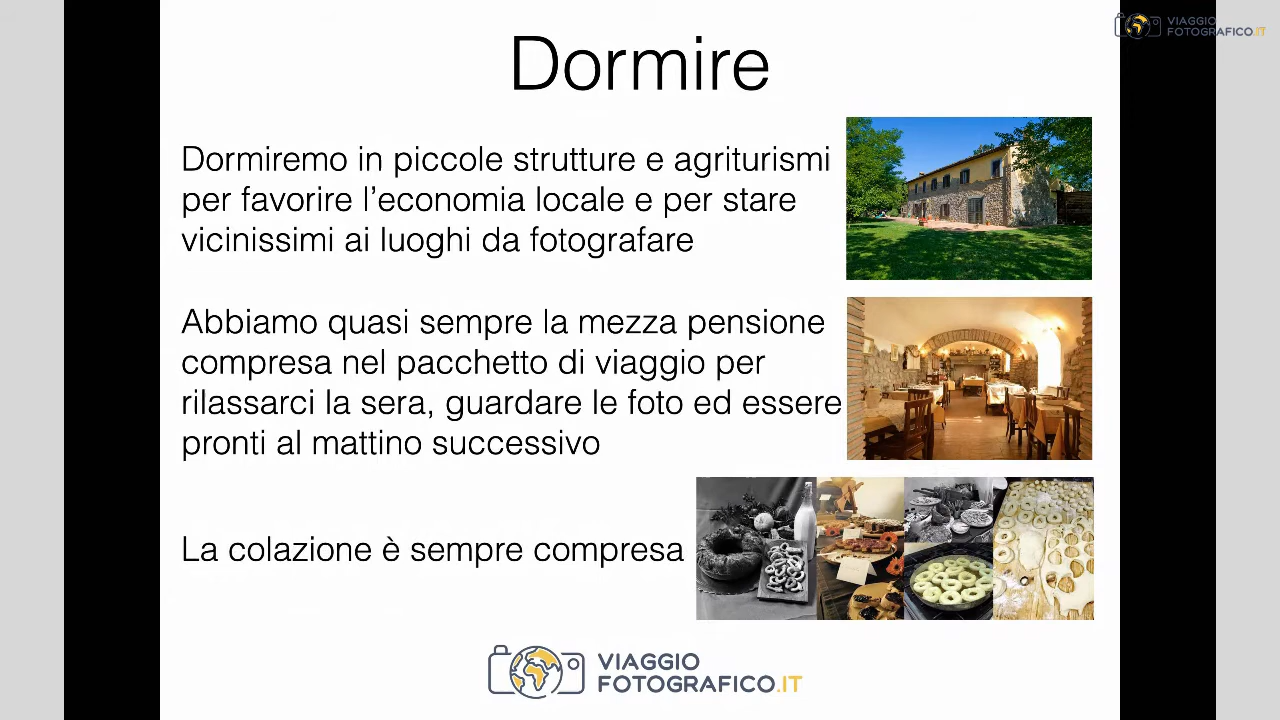 VIAGGIO
FOTOGRAFICO.IT
Dormire
Dormiremo in piccole strutture e agriturismi
per favorire l’economia locale e per stare
vicinissimi ai luoghi da fotografare
Abbiamo quasi sempre la mezza pensione
compresa nel pacchetto di viaggio per
rilassarci la sera, guardare le foto ed essere
pronti al mattino successivo
La colazione è sempre compresa
VIAGGIO
FOTOGRAFICO.IT